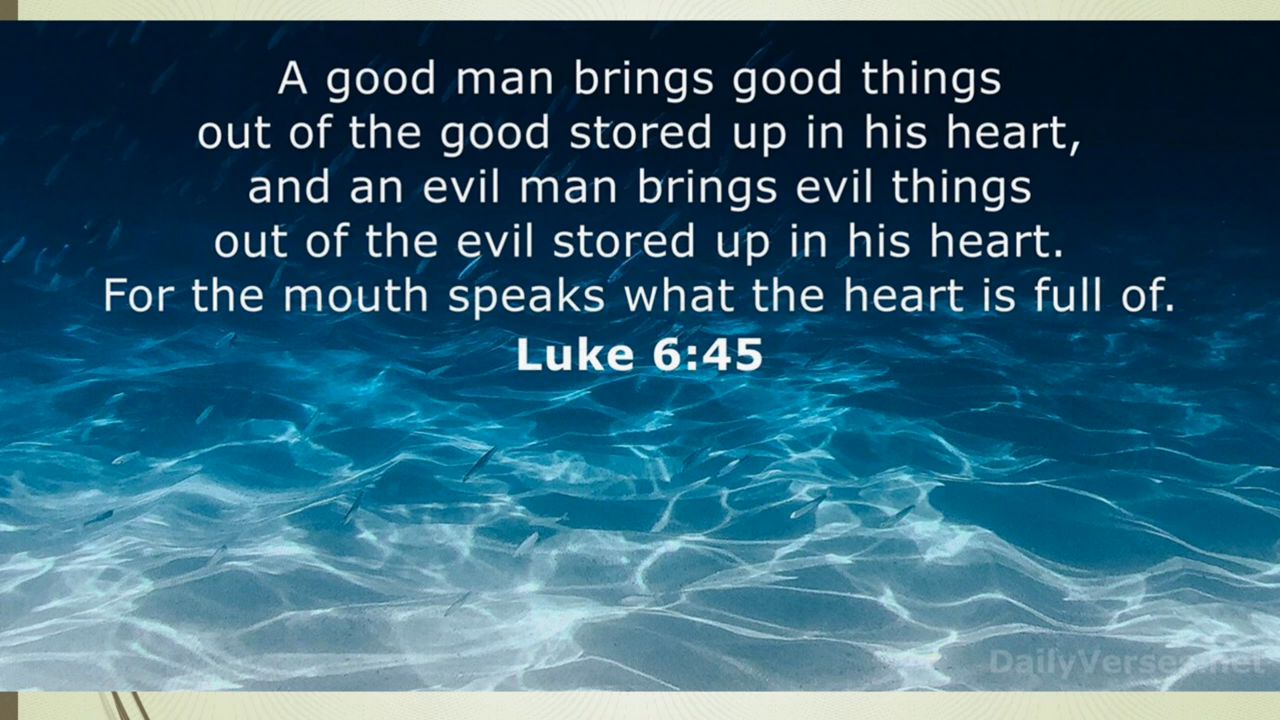 A good man brings good things
out of the good stored up in his heart,
and an evil man brings evil things
out of the evil stored up in his heart.
For the mouth speaks what the heart is full of.
Luke 6:45
DailyVerses.net